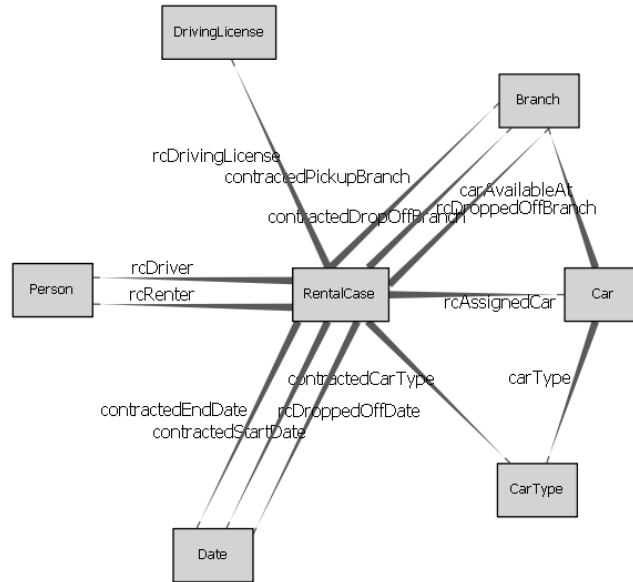 DrivingLicense
Branch
rcDrivingLicense
contractedPickupBranch
carAvailableAt
rcDroppedOffBranch
contractedDropOffBranch
rcDriver
Person
rcRenter
RentalCase
rcAssignedCar
Car
contractedCarType
carType
contractedEndDate
rcDroppedOffDate
contractedStartDate
CarType
Date